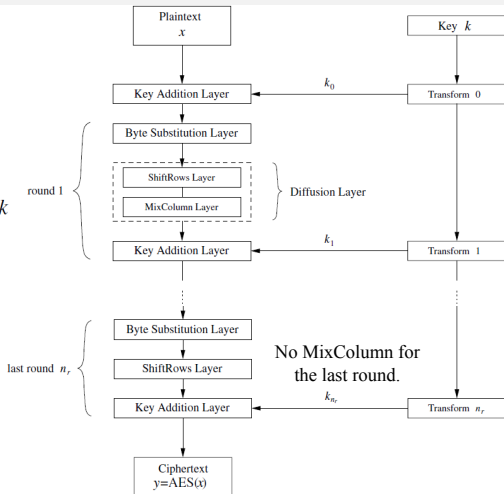 Plaintext
x
Key k
k₀
Key Addition Layer
Transform 0
Byte Substitution Layer
ShiftRows Layer
round 1
Diffusion Layer
k
MixColumn Layer
k₁
Key Addition Layer
Transform 1
Byte Substitution Layer
No MixColumn for
the last round.
last round nᵣ
ShiftRows Layer
kₙᵣ
Key Addition Layer
Transform nᵣ
Ciphertext
y=AES(x)